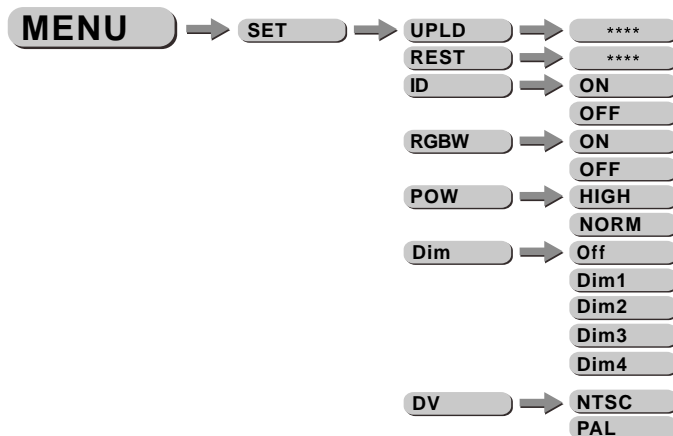 MENU SET UPLD ****
REST ****
ID ON
OFF
RGBW ON
OFF
POW HIGH
NORM
Dim Off
Dim1
Dim2
Dim3
Dim4
DV NTSC
PAL